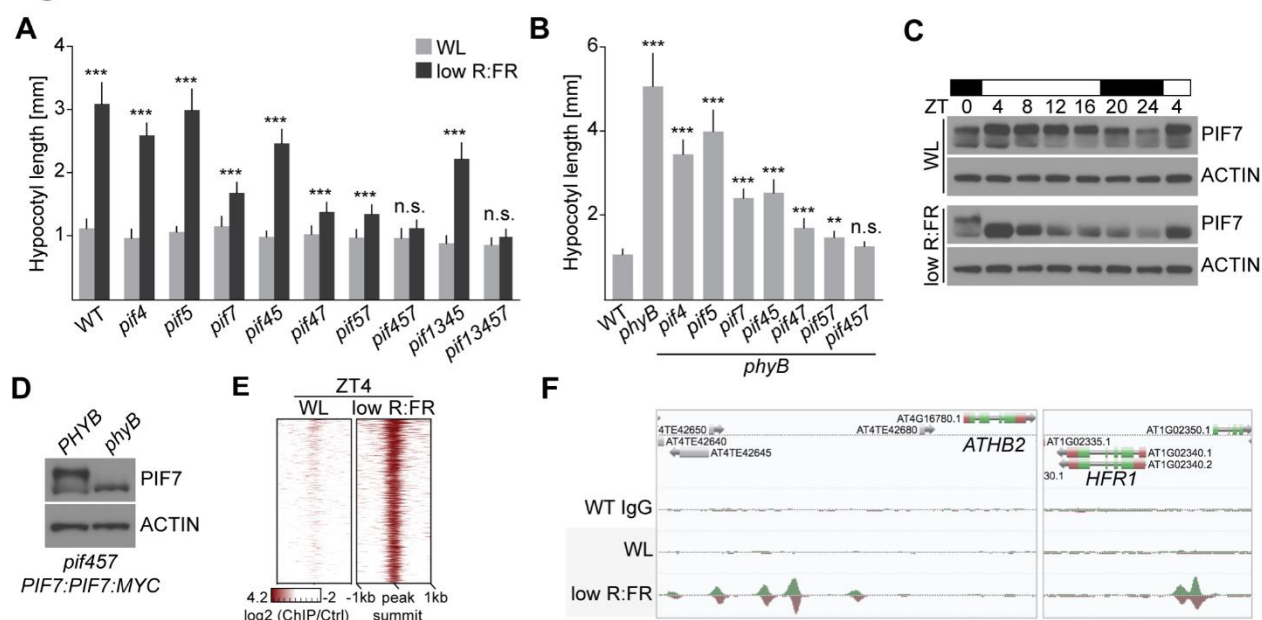 A
4
3
2
1
Hypocotyl length [mm]
WL
low R:FR
***
***
***
***
***
***
***
n.s.
***
n.s.
WT
pif4
pif5
pif7
pif45
pif47
pif57
pif457
pif1345
pif13457
B
6
4
2
Hypocotyl length [mm]
***
***
***
***
***
***
**
n.s.
WT
phyB
pif4
pif5
pif7
pif45
pif47
pif57
pif457
phyB
C
ZT 0 4 8 12 16 20 24 4
WL
PIF7
ACTIN
low R:FR
PIF7
ACTIN
D
PHYB phyB
PIF7
ACTIN
pif457
PIF7:PIF7:MYC
E
ZT4
WL low R:FR
4.2 -2 -1kb peak 1kb
log2 (ChIP/Ctrl) summit
F
AT4G16780.1
4TE42650
AT4TE42680
AT4TE42640
AT4TE42645
ATHB2
AT1G02350.1
AT1G02335.1
AT1G02340.1
AT1G02340.2
30.1
HFR1
WT IgG
WL
low R:FR